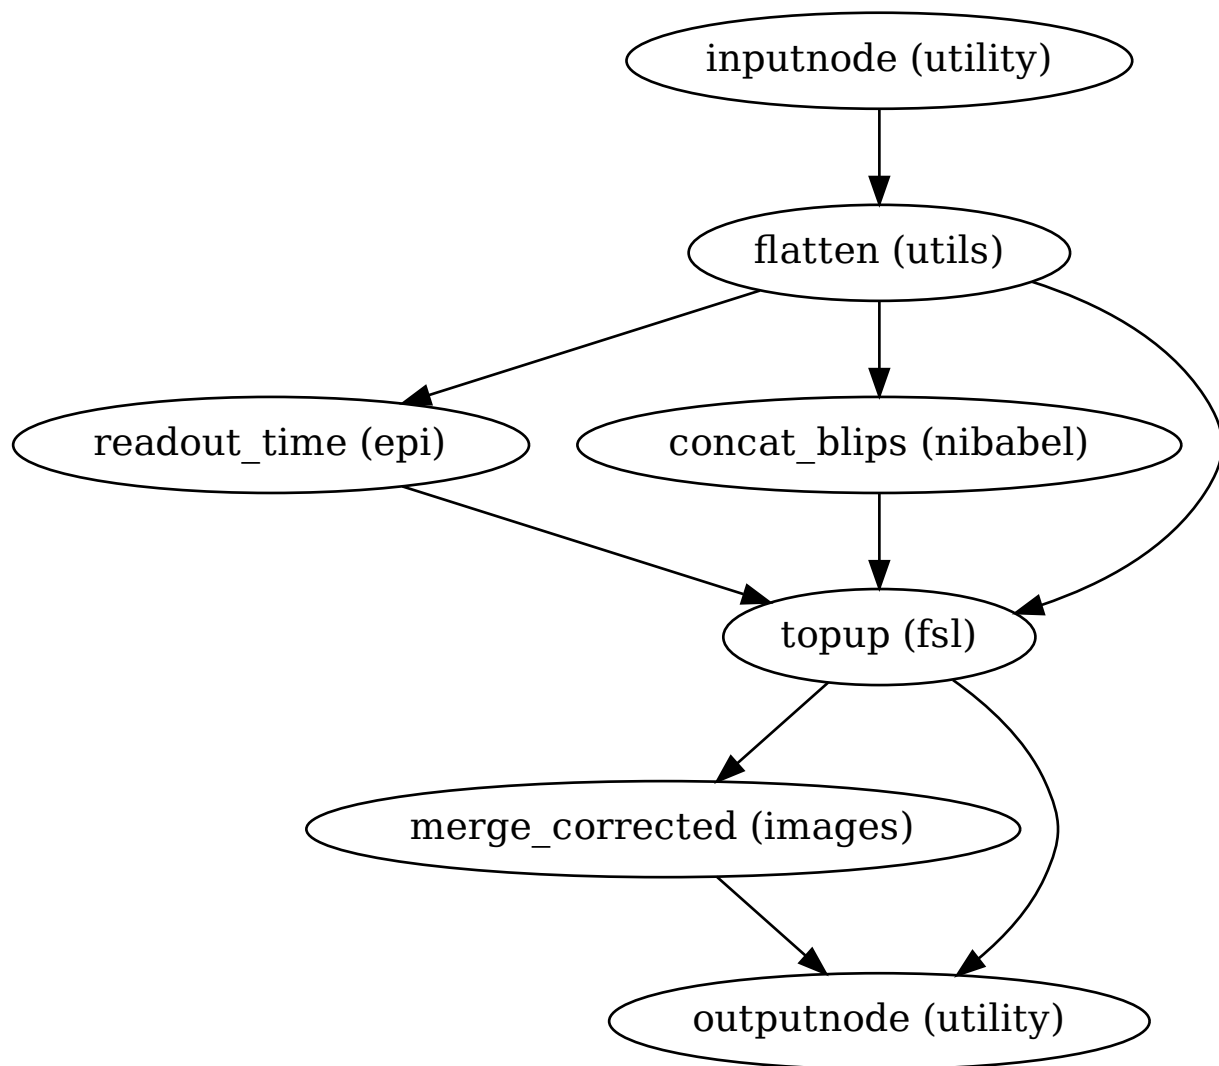 inputnode (utility)
flatten (utils)
readout_time (epi)
concat_blips (nibabel)
topup (fsl)
merge_corrected (images)
outputnode (utility)